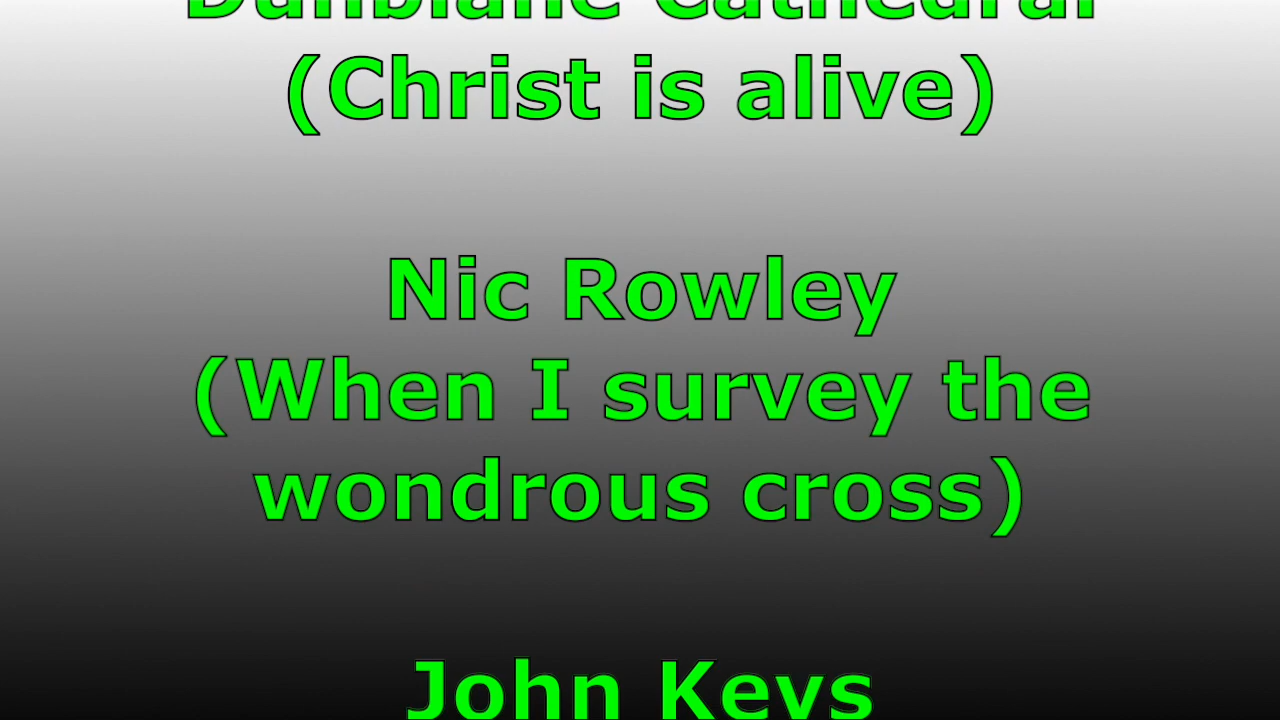 Dunblane Cathedral
(Christ is alive)
Nic Rowley
(When I survey the
wondrous cross)
John Keys